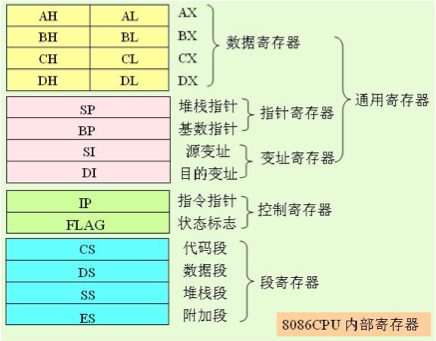 AH AL AX
BH BL BX
数据寄存器
CH CL CX
DH DL DX
通用寄存器
SP 堆栈指针
指针寄存器
BP 基数指针
SI 源变址
变址寄存器
DI 目的变址
IP 指令指针
控制寄存器
FLAG 状态标志
CS 代码段
DS 数据段
段寄存器
SS 堆栈段
ES 附加段
8086CPU 内部寄存器